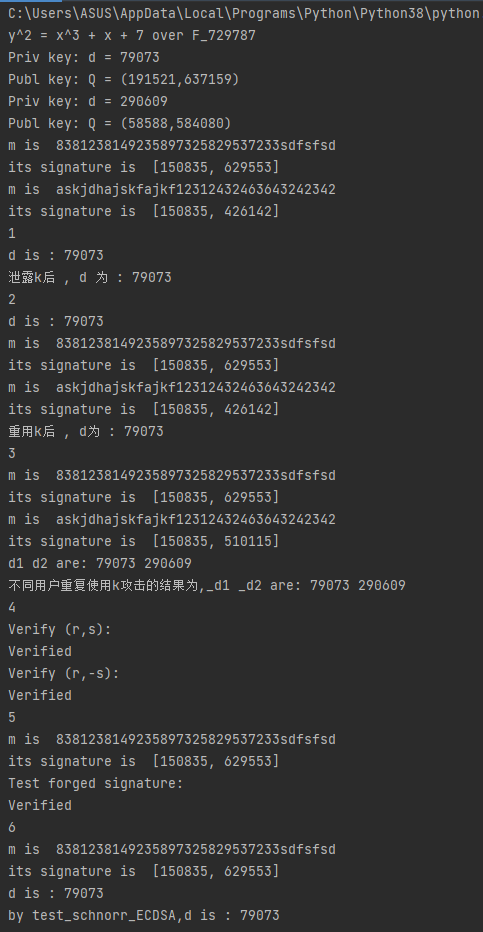 C:\Users\ASUS\AppData\Local\Programs\Python\Python38\python
y^2 = x^3 + x + 7 over F_729787
Priv key: d = 79073
Publ key: Q = (191521,637159)
Priv key: d = 290609
Publ key: Q = (58588,584080)
m is  83812381492358973258295​37233sdfsfsd
its signature is  [150835, 629553]
m is  askjdhajskfajkf12312432463643242342
its signature is  [150835, 426142]
1
d is : 79073
泄露k后 , d 为 : 79073
2
d is : 79073
m is  8381238149235897325829537233sdfsfsd
its signature is  [150835, 629553]
m is  askjdhajskfajkf12312432463643242342
its signature is  [150835, 426142]
重用k后 , d为 : 79073
3
m is  8381238149235897325829537233sdfsfsd
its signature is  [150835, 629553]
m is  askjdhajskfajkf12312432463643242342
its signature is  [150835, 510115]
d1 d2 are: 79073 290609
不同用户重复使用k攻击的结果为,_d1 _d2 are: 79073 290609
4
Verify (r,s):
Verified
Verify (r,-s):
Verified
5
m is  8381238149235897325829537233sdfsfsd
its signature is  [150835, 629553]
Test forged signature:
Verified
6
m is  8381238149235897325829537233sdfsfsd
its signature is  [150835, 629553]
d is : 79073
by test_schnorr_ECDSA,d is : 79073